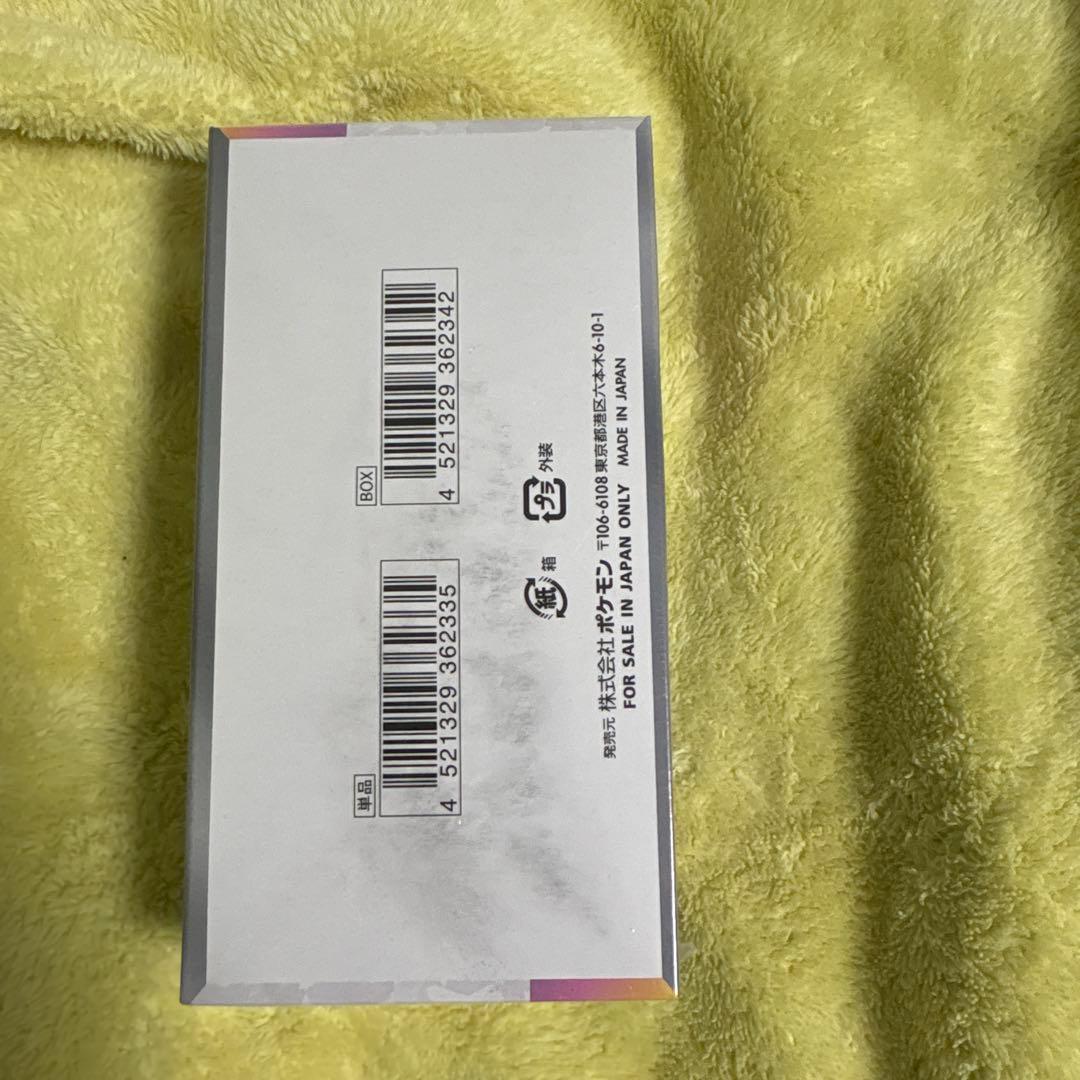 単品
4 521329 362335
BOX
4 521329 362342
紙 箱
プラ 外装
発売元 株式会社 ポケモン 〒106-6108 東京都港区六本木6-10-1
FOR SALE IN JAPAN ONLY MADE IN JAPAN